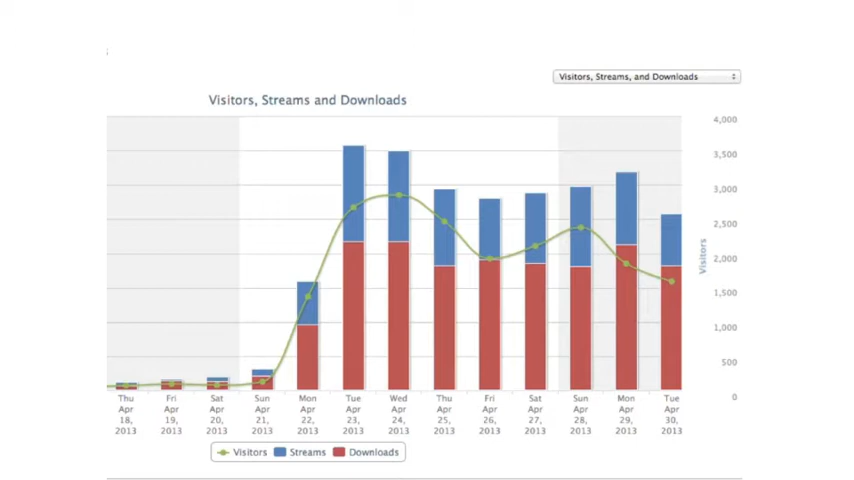 Visitors, Streams, and Downloads
Visitors, Streams and Downloads
4,000
3,500
3,000
2,500
2,000
1,500
1,000
500
0
Visitors
Thu Fri Sat Sun Mon Tue Wed Thu Fri Sat Sun Mon Tue
Apr Apr Apr Apr Apr Apr Apr Apr Apr Apr Apr Apr Apr
18, 19, 20, 21, 22, 23, 24, 25, 26, 27, 28, 29, 30,
2013 2013 2013 2013 2013 2013 2013 2013 2013 2013 2013 2013 2013
Visitors Streams Downloads